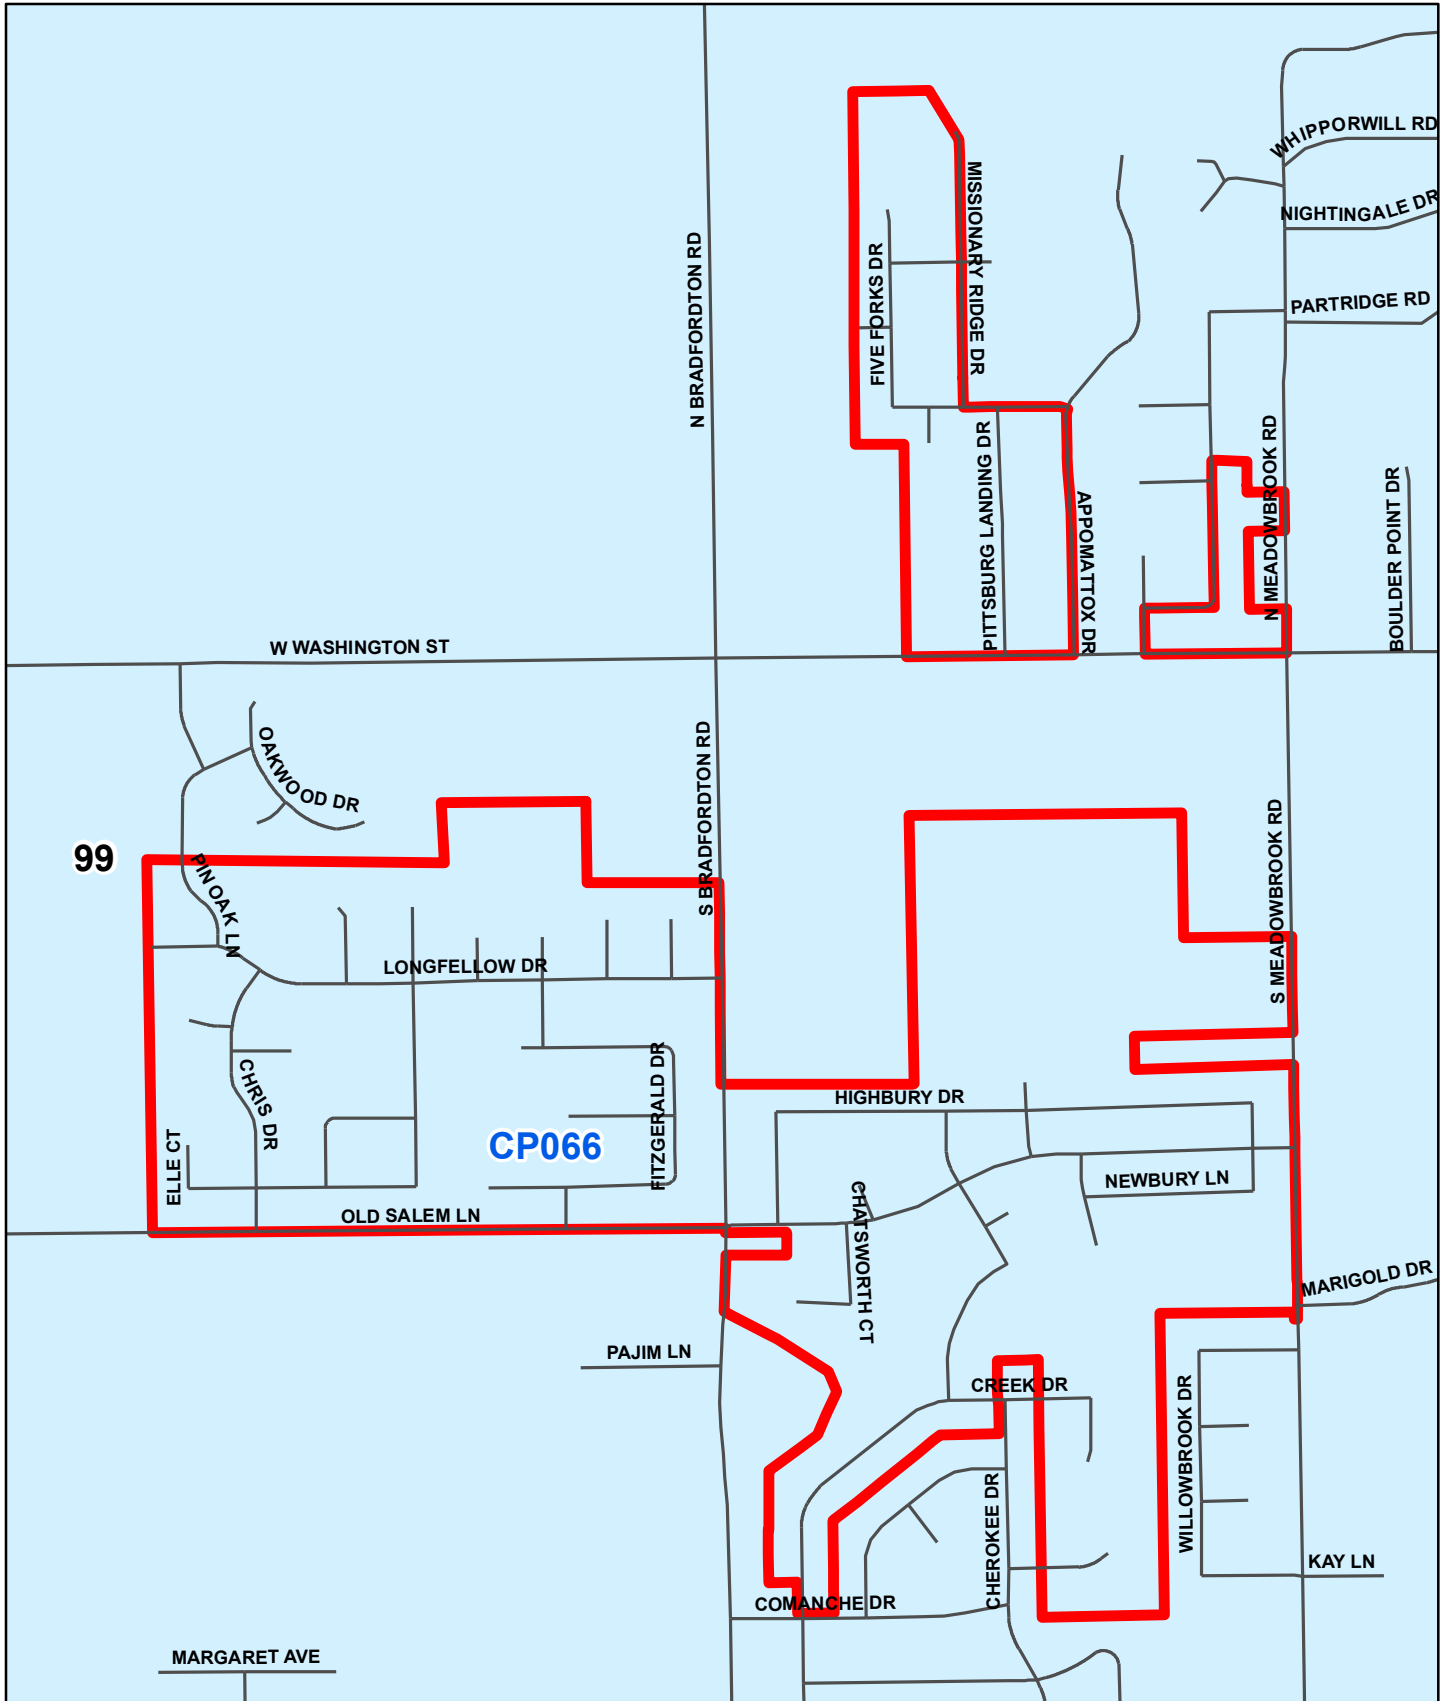 WHIPPORWILL RD
NIGHTINGALE DR
PARTRIDGE RD
MISSIONARY RIDGE DR
FIVE FORKS DR
N BRADFORDTON RD
PITTSBURG LANDING DR
APPOMATTOX DR
N MEADOWBROOK RD
BOULDER POINT DR
W WASHINGTON ST
OAKWOOD DR
S BRADFORDTON RD
S MEADOWBROOK RD
99
PIN OAK LN
LONGFELLOW DR
CHRIS DR
FITZGERALD DR
HIGHBURY DR
CP066
ELLE CT
NEWBURY LN
OLD SALEM LN
CHATSWORTH CT
MARIGOLD DR
PAJIM LN
CREEK DR
WILLOWBROOK DR
CHEROKEE DR
KAY LN
COMANCHE DR
MARGARET AVE